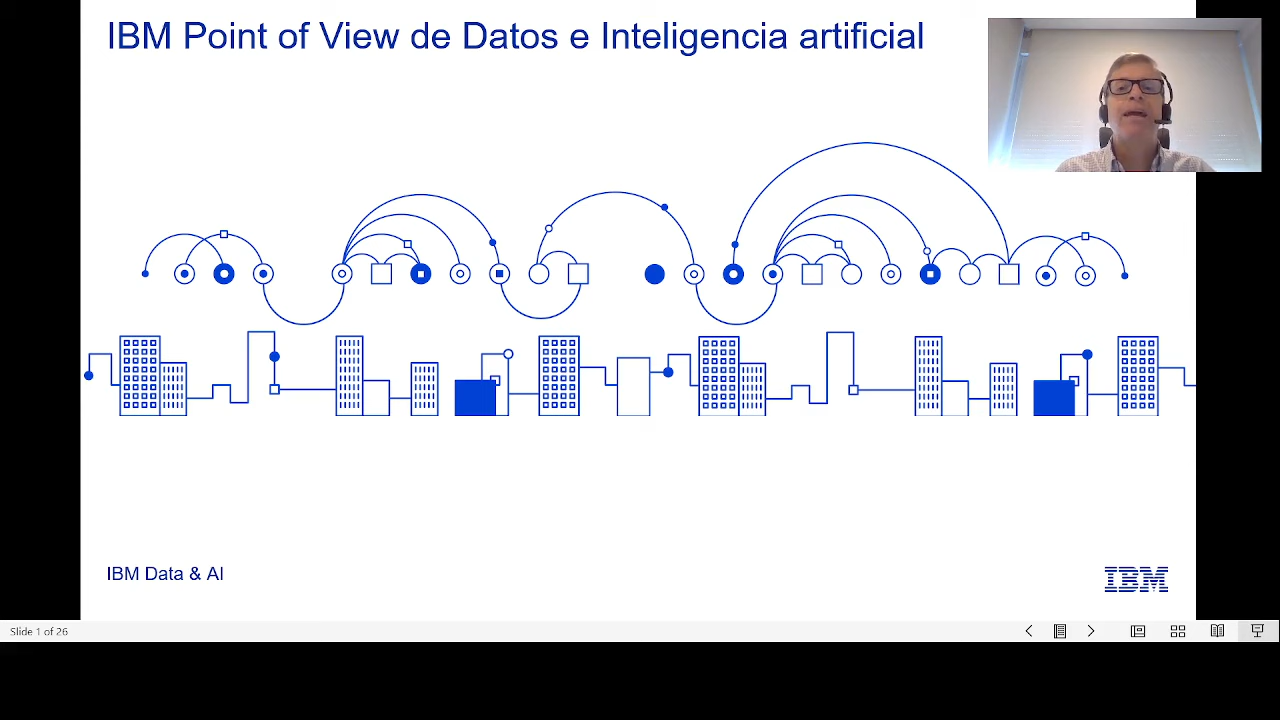 IBM Point of View de Datos e Inteligencia artificial
IBM Data & AI
IBM
Slide 1 of 26